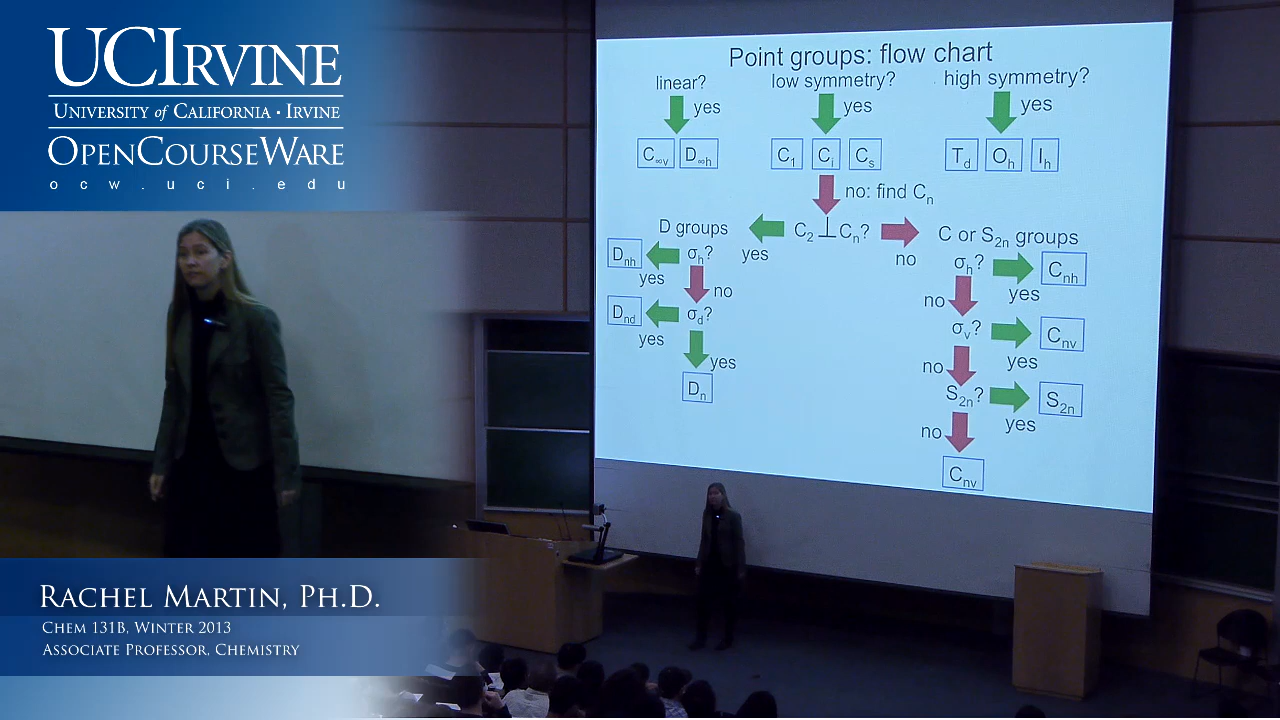 UCIRVINE
UNIVERSITY of CALIFORNIA · IRVINE
OPENCOURSEWARE
ocw.uci.edu
RACHEL MARTIN, PH.D.
CHEM 131B, WINTER 2013
ASSOCIATE PROFESSOR, CHEMISTRY
Point groups: flow chart
linear? low symmetry? high symmetry?
yes yes yes
C∞v D∞h C1 Ci Cs Td Oh Ih
no: find Cn
D groups C2 ⊥ Cn? C or S2n groups
yes no
Dnh σh? σh? Cnh
yes no no yes
Dnd σd? σv? Cnv
yes yes no yes
Dn S2n? S2n
no yes
Cnv